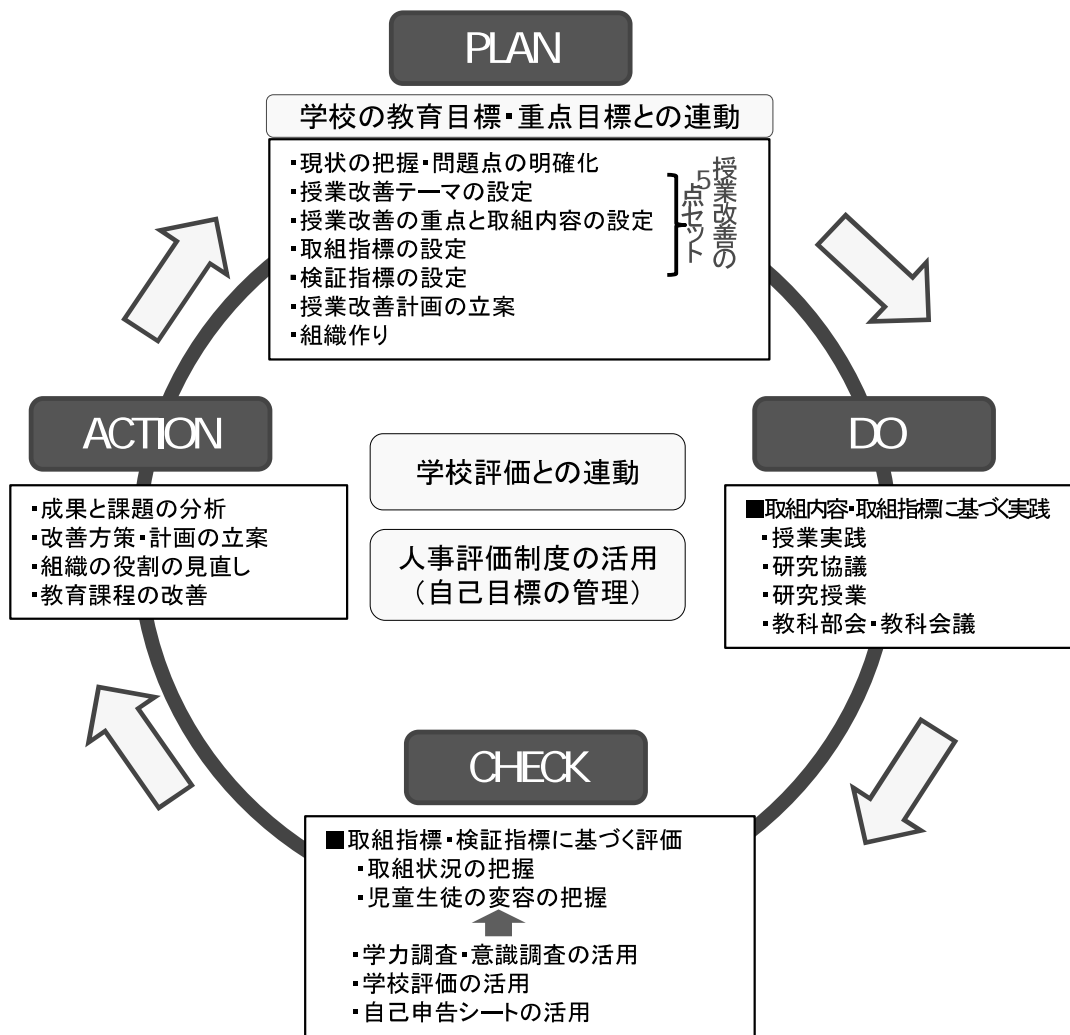 PLAN
学校の教育目標・重点目標との連動
・現状の把握・問題点の明確化
・授業改善テーマの設定
・授業改善の重点と取組内容の設定
・取組指標の設定
・検証指標の設定
・授業改善計画の立案
・組織作り
授業改善の
5点セット
ACTION
・成果と課題の分析
・改善方策・計画の立案
・組織の役割の見直し
・教育課程の改善
学校評価との連動
人事評価制度の活用
（自己目標の管理）
DO
■取組内容・取組指標に基づく実践
・授業実践
・研究協議
・研究授業
・教科部会・教科会議
CHECK
■取組指標・検証指標に基づく評価
・取組状況の把握
・児童生徒の変容の把握
・学力調査・意識調査の活用
・学校評価の活用
・自己申告シートの活用